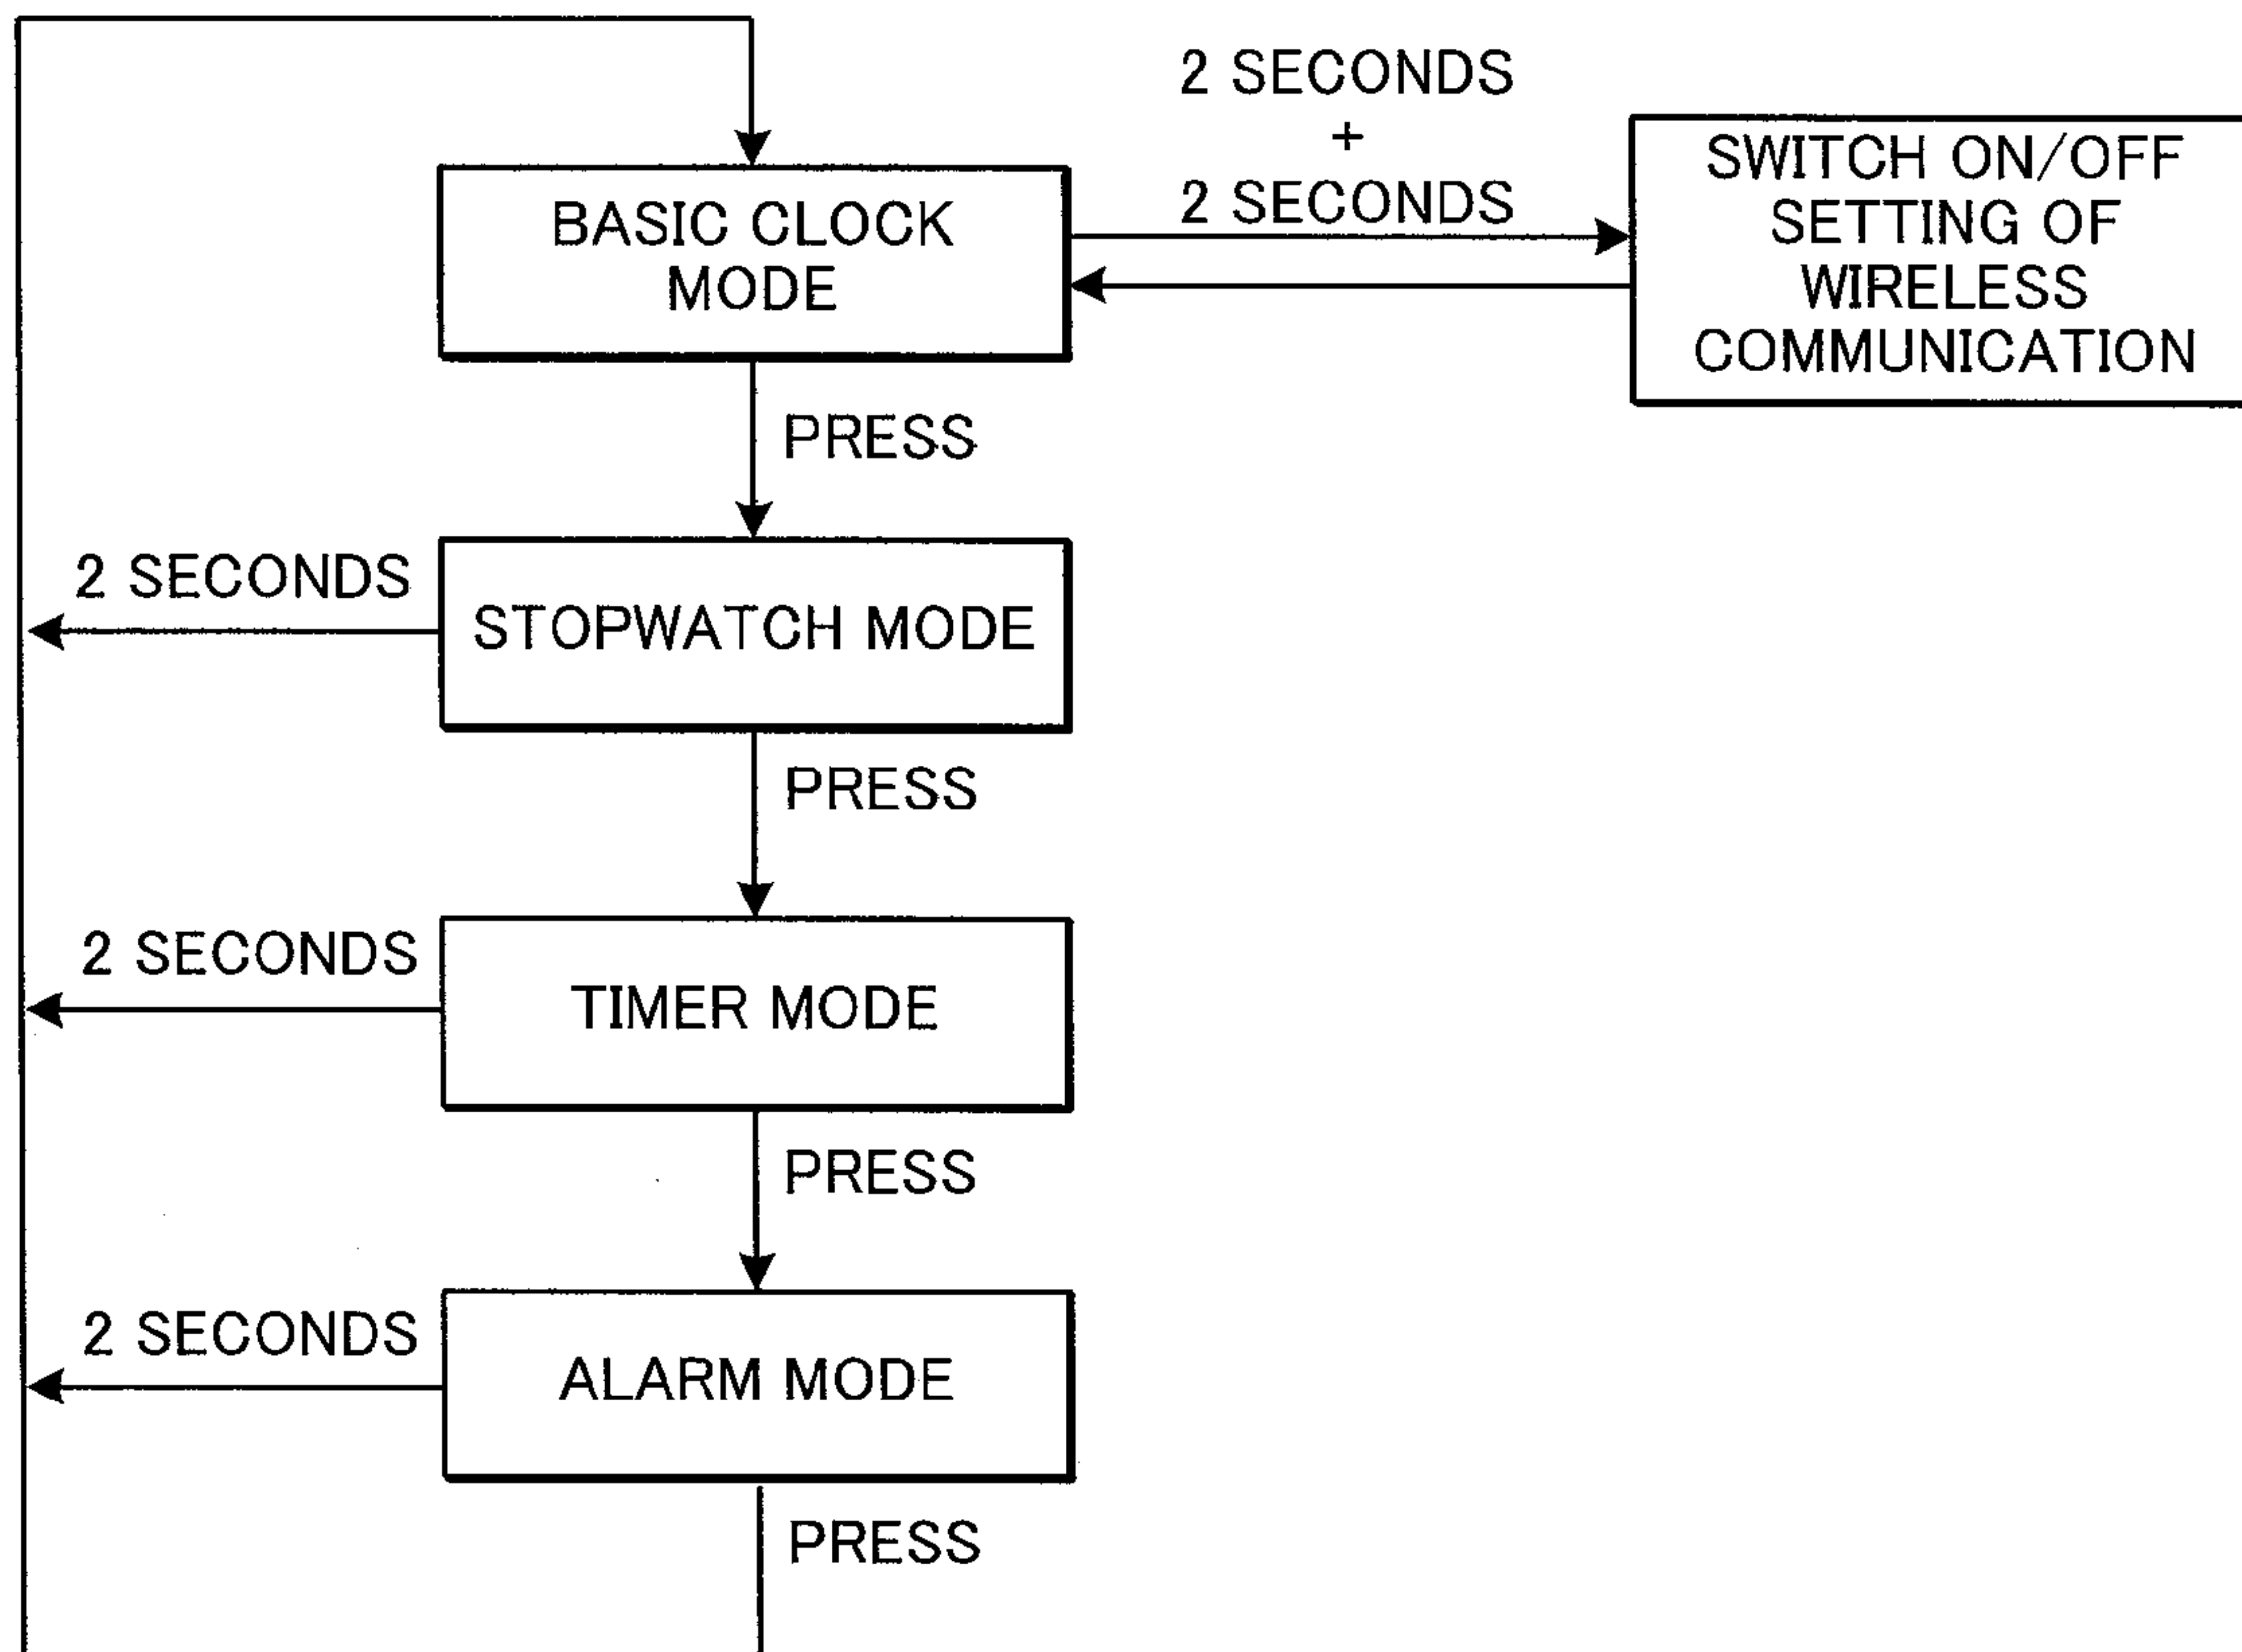 2 SECONDS
+
2 SECONDS
SWITCH ON/OFF
SETTING OF
WIRELESS
COMMUNICATION
BASIC CLOCK
MODE
PRESS
2 SECONDS
STOPWATCH MODE
PRESS
2 SECONDS
TIMER MODE
PRESS
2 SECONDS
ALARM MODE
PRESS